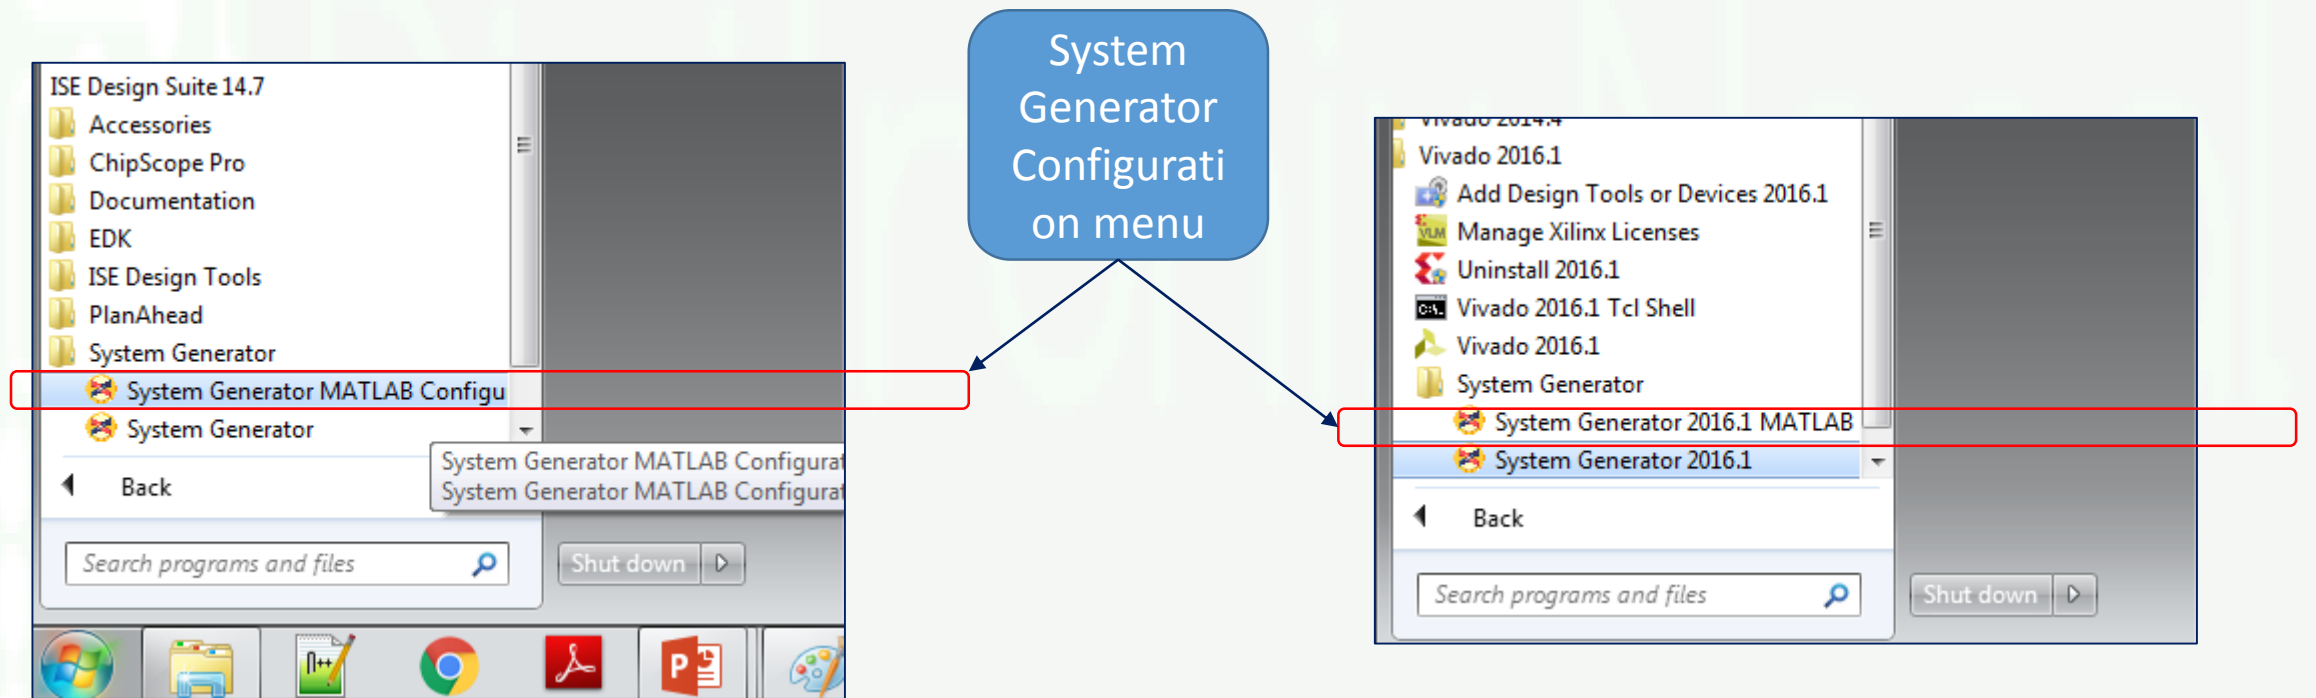 System
Generator
Configurati
on menu
ISE Design Suite 14.7
Accessories
ChipScope Pro
Documentation
EDK
ISE Design Tools
PlanAhead
System Generator
System Generator MATLAB Configu
System Generator
System Generator MATLAB Configurat
System Generator MATLAB Configurat
Back
Search programs and files
Shut down
Vivado 2014.4
Vivado 2016.1
Add Design Tools or Devices 2016.1
VLM
Manage Xilinx Licenses
Uninstall 2016.1
C:\.
Vivado 2016.1 Tcl Shell
Vivado 2016.1
System Generator
System Generator 2016.1 MATLAB
System Generator 2016.1
Back
Search programs and files
Shut down